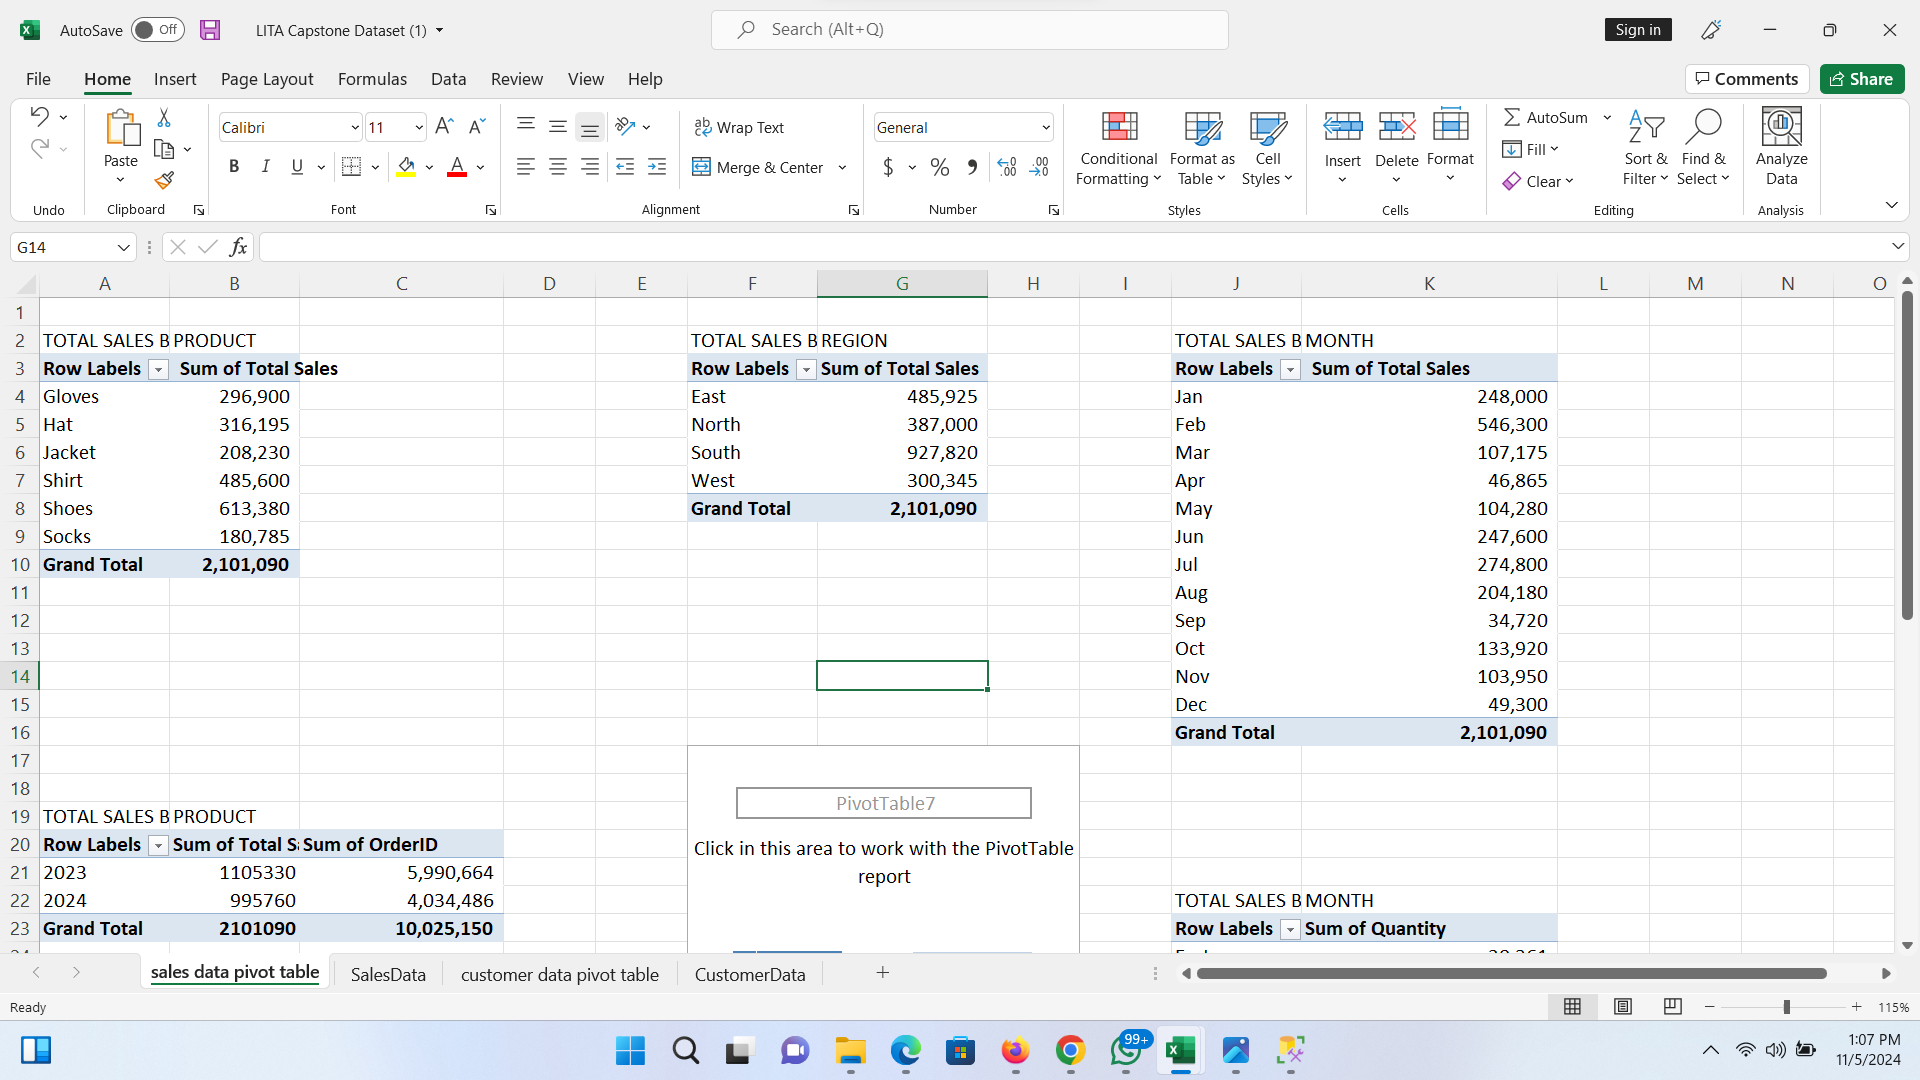 AutoSave Off LITA Capstone Dataset (1) Search (Alt+Q) Sign in
File Home Insert Page Layout Formulas Data Review View Help Comments Share
Paste
Calibri 11
B I U A
Wrap Text
Merge & Center
General
$ % 9 .00
Conditional Formatting
Format as Table
Cell Styles
Insert Delete Format
AutoSum
Fill
Clear
Sort & Filter
Find & Select
Analyze Data
Undo Clipboard Font Alignment Number Styles Cells Editing Analysis
G14 fx
A B C D E F G H I J K L M N O
1
2 TOTAL SALES B PRODUCT TOTAL SALES B REGION TOTAL SALES B MONTH
3 Row Labels Sum of Total Sales Row Labels Sum of Total Sales Row Labels Sum of Total Sales
4 Gloves 296,900 East 485,925 Jan 248,000
5 Hat 316,195 North 387,000 Feb 546,300
6 Jacket 208,230 South 927,820 Mar 107,175
7 Shirt 485,600 West 300,345 Apr 46,865
8 Shoes 613,380 Grand Total 2,101,090 May 104,280
9 Socks 180,785 Jun 247,600
10 Grand Total 2,101,090 Jul 274,800
11 Aug 204,180
12 Sep 34,720
13 Oct 133,920
14 Nov 103,950
15 Dec 49,300
16 Grand Total 2,101,090
17
18 PivotTable7
19 TOTAL SALES B PRODUCT
20 Row Labels Sum of Total S Sum of OrderID Click in this area to work with the PivotTable
21 2023 1105330 5,990,664 report
22 2024 995760 4,034,486 TOTAL SALES B MONTH
23 Grand Total 2101090 10,025,150 Row Labels Sum of Quantity
sales data pivot table SalesData customer data pivot table CustomerData
Ready 115%
99+
1:07 PM
11/5/2024